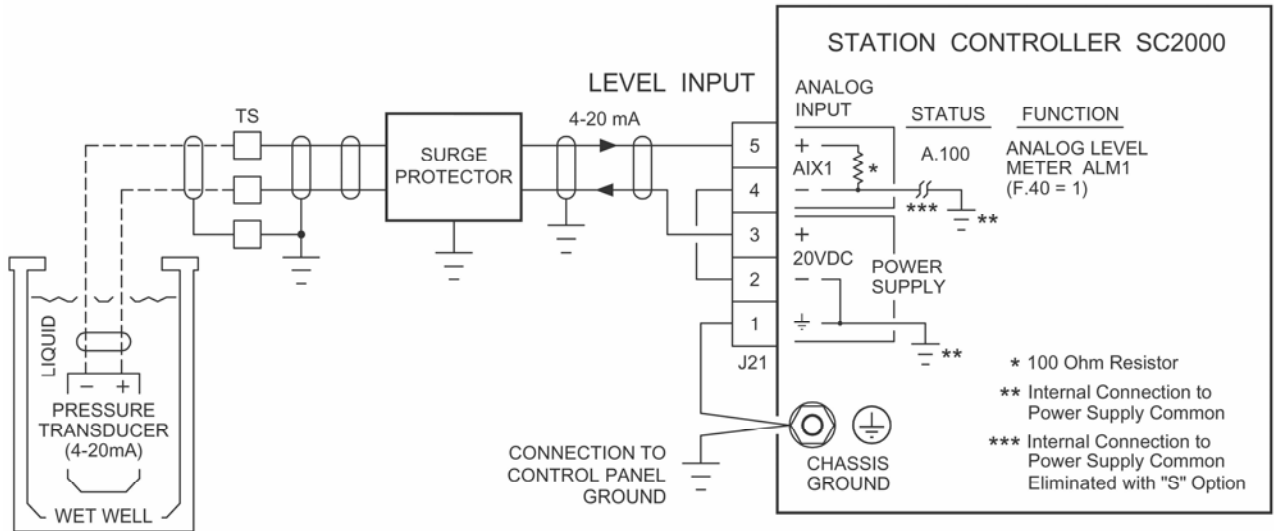 STATION CONTROLLER SC2000
LEVEL INPUT
ANALOG
INPUT
STATUS
FUNCTION
TS
4-20 mA
SURGE
PROTECTOR
5
+
AIX1
*
A.100
ANALOG LEVEL
METER ALM1
(F.40 = 1)
4
–
***
**
3
+
20VDC
POWER
SUPPLY
2
–
1
**
J21
LIQUID
– +
PRESSURE
TRANSDUCER
(4-20mA)
WET WELL
CONNECTION TO
CONTROL PANEL
GROUND
CHASSIS
GROUND
* 100 Ohm Resistor
** Internal Connection to
Power Supply Common
*** Internal Connection to
Power Supply Common
Eliminated with "S" Option